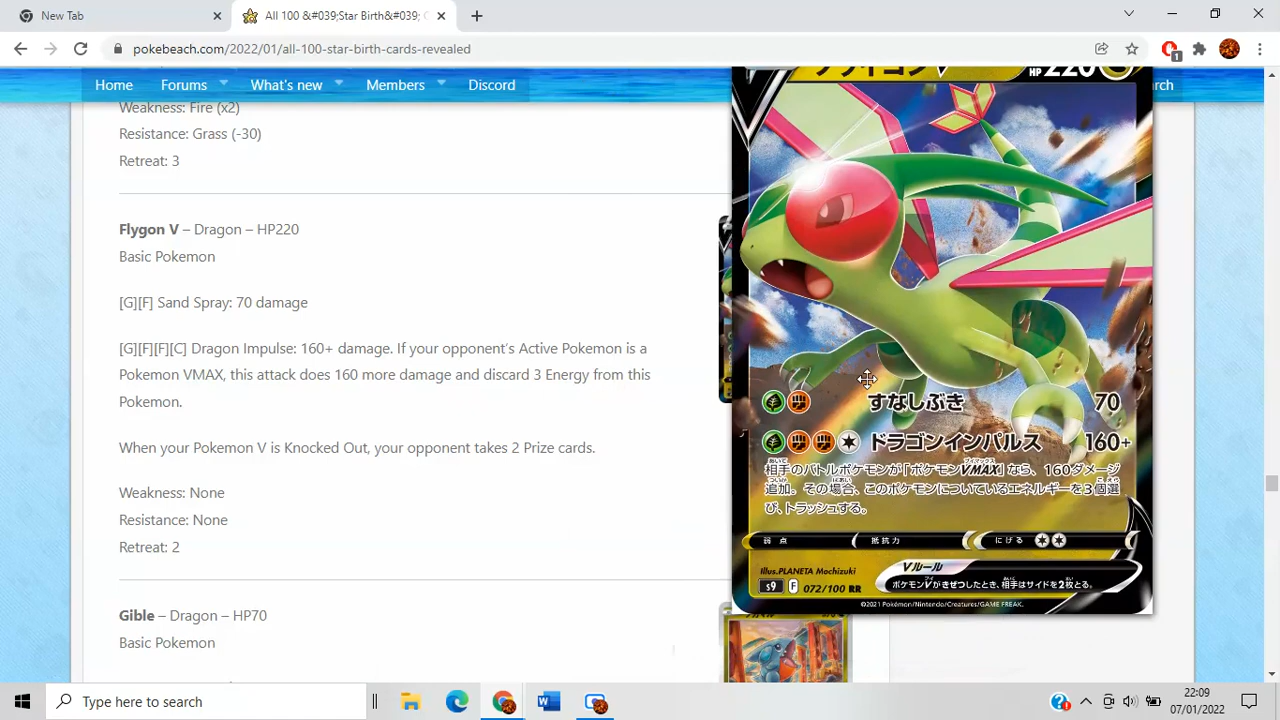 New Tab
All 100 &#039;Star Birth&#039; C
pokebeach.com/2022/01/all-100-star-birth-cards-revealed
1
Home Forums What's new Members Discord
Weakness: Fire (x2)
Resistance: Grass (-30)
Retreat: 3
Flygon V – Dragon – HP220
Basic Pokemon
[G][F] Sand Spray: 70 damage
[G][F][F][C] Dragon Impulse: 160+ damage. If your opponent's Active Pokemon is a
Pokemon VMAX, this attack does 160 more damage and discard 3 Energy from this
Pokemon.
When your Pokemon V is Knocked Out, your opponent takes 2 Prize cards.
Weakness: None
Resistance: None
Retreat: 2
Gible – Dragon – HP70
Basic Pokemon
フライゴンV HP 220
すなしぶき 70
ドラゴンインパルス 160+
相手のバトルポケモンが「ポケモンVMAX」なら、160ダメージ
追加。その場合、このポケモンについているエネルギーを3個選
び、トラッシュする。
弱点 抵抗力 にげる
Illus.PLANETA Mochizuki
Vルール
ポケモンVがきぜつしたとき、相手はサイドを2枚とる。
s9 F 072/100 RR
©2021 Pokémon/Nintendo/Creatures/GAME FREAK.
Type here to search
22:09
07/01/2022